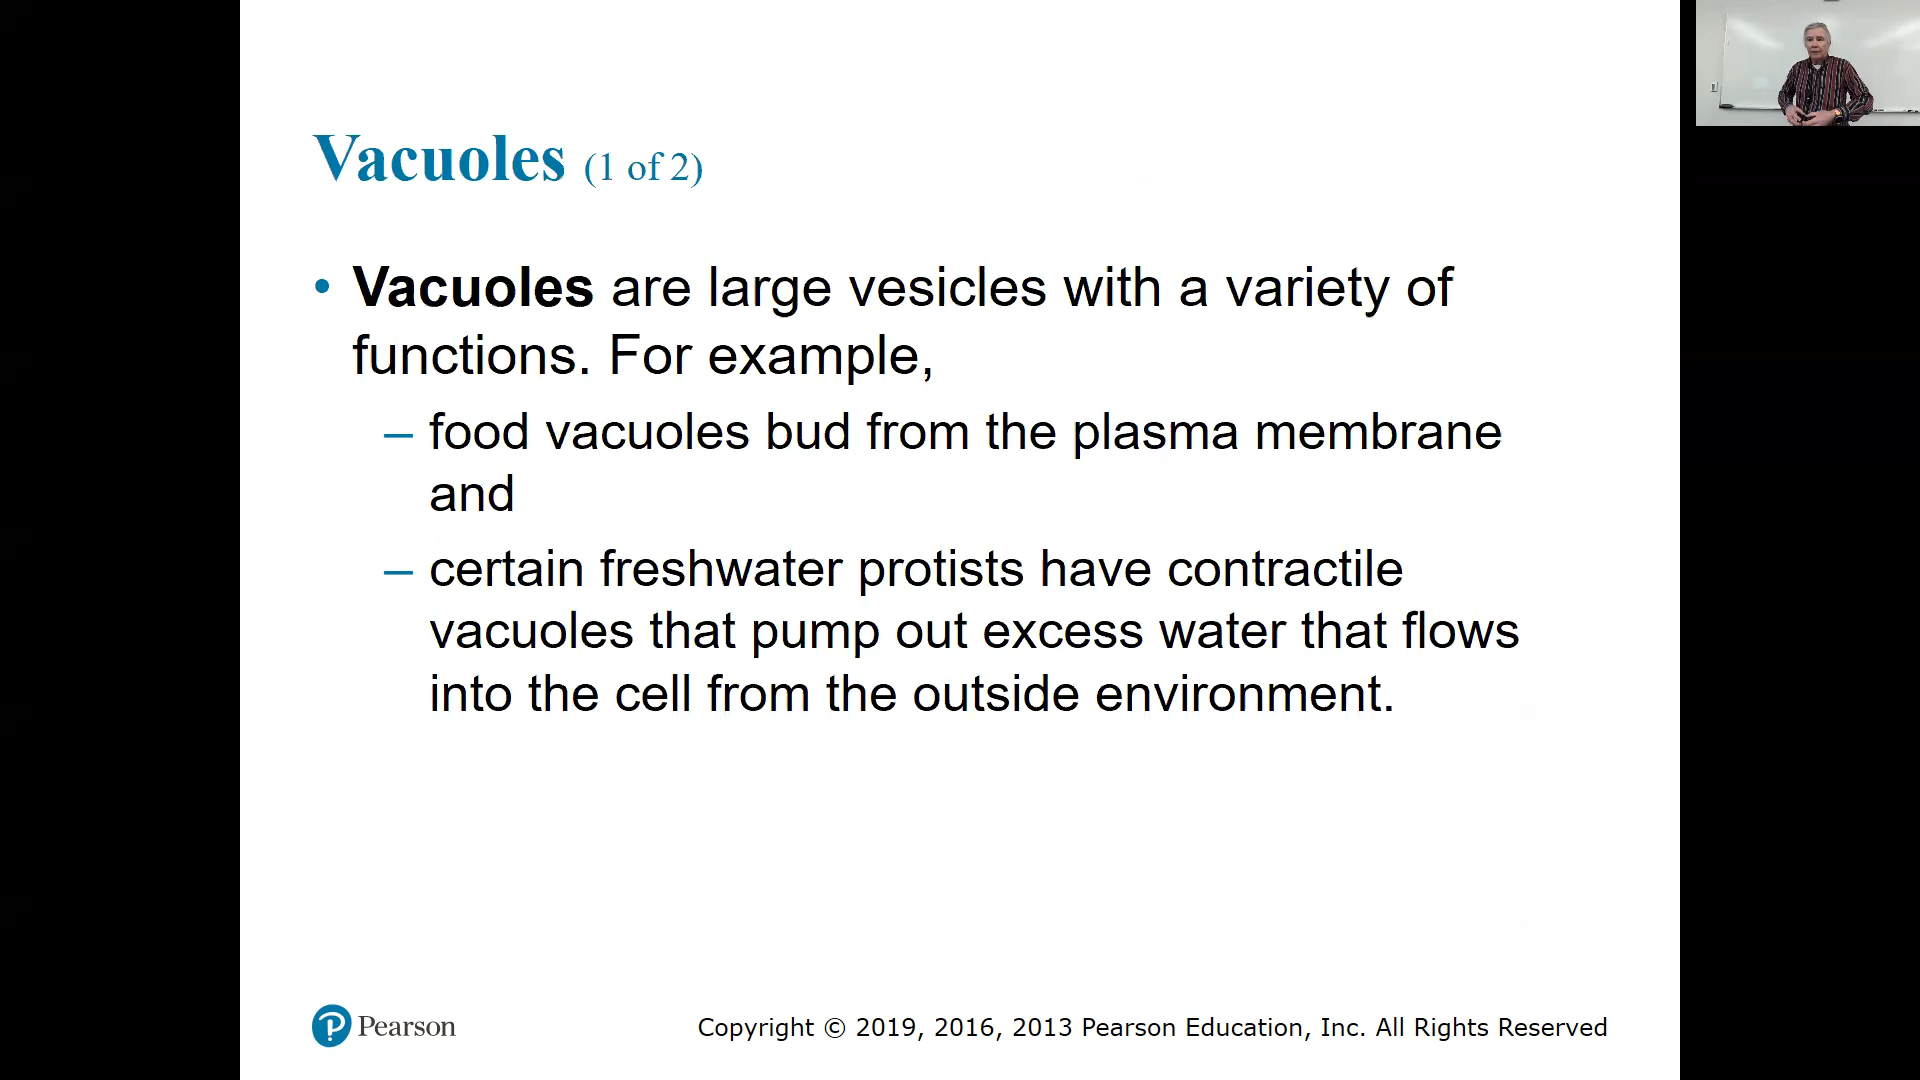 Vacuoles (1 of 2)
• Vacuoles are large vesicles with a variety of
functions. For example,
– food vacuoles bud from the plasma membrane
and
– certain freshwater protists have contractile
vacuoles that pump out excess water that flows
into the cell from the outside environment.
Pearson
Copyright © 2019, 2016, 2013 Pearson Education, Inc. All Rights Reserved